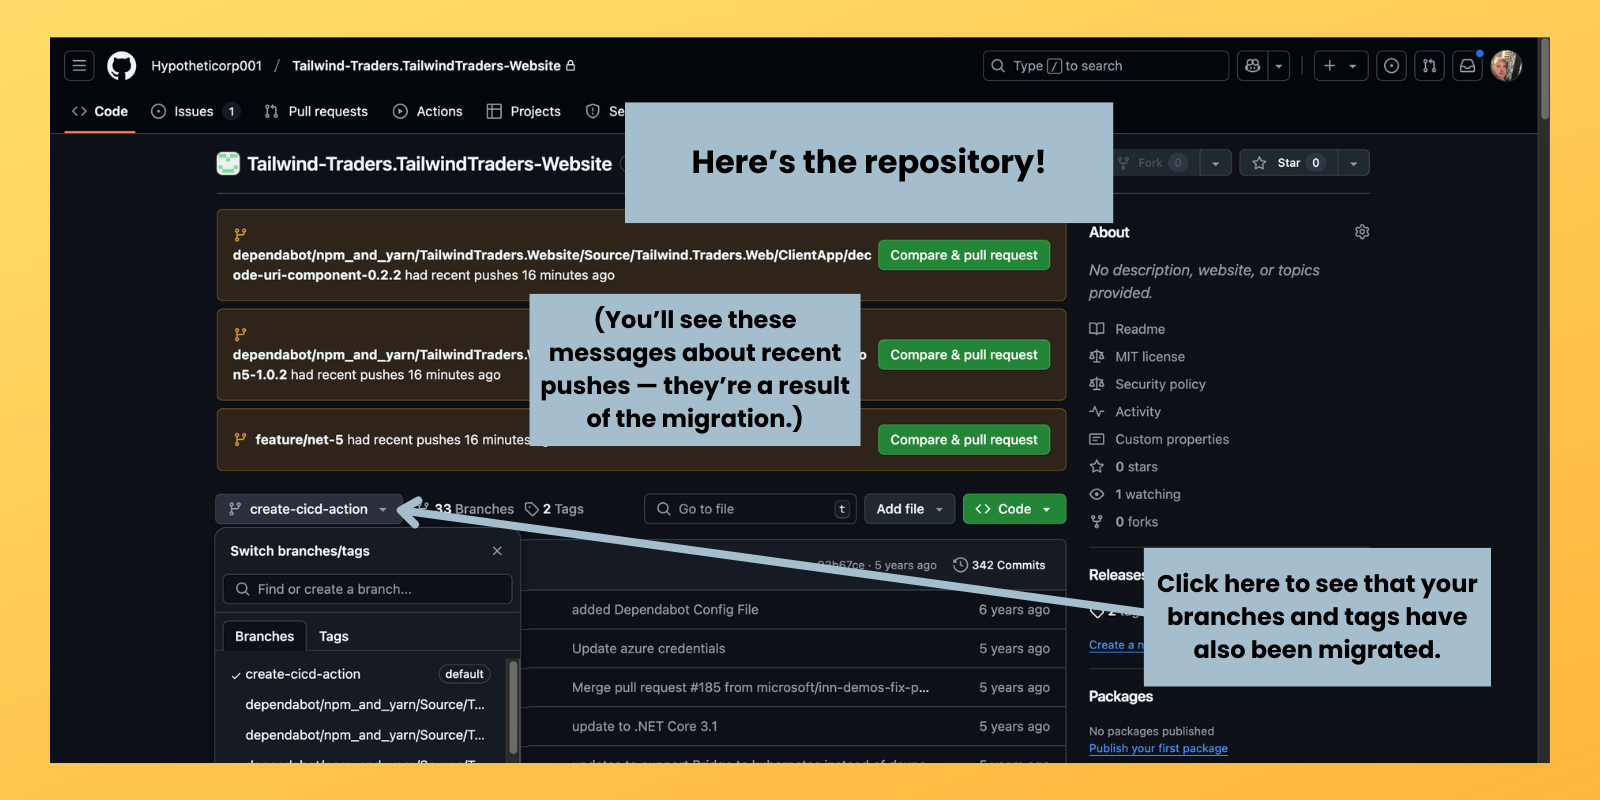 Hypotheticorp001 / Tailwind-Traders.TailwindTraders-Website
Type / to search
Code
Issues 1
Pull requests
Actions
Projects
Se
Here's the repository!
Tailwind-Traders.TailwindTraders-Website
Fork 0
Star 0
dependabot/npm_and_yarn/TailwindTraders.Website/Source/Tailwind.Traders.Web/ClientApp/dec
ode-uri-component-0.2.2 had recent pushes 16 minutes ago
Compare & pull request
dependabot/npm_and_yarn/TailwindTraders.
n5-1.0.2 had recent pushes 16 minutes ago
Compare & pull request
(You'll see these
messages about recent
pushes — they're a result
of the migration.)
feature/net-5 had recent pushes 16 minutes
Compare & pull request
About
No description, website, or topics
provided.
Readme
MIT license
Security policy
Activity
Custom properties
0 stars
1 watching
0 forks
create-cicd-action
33 Branches
2 Tags
Go to file t
Add file
Code
Switch branches/tags
Find or create a branch...
Branches
Tags
create-cicd-action default
dependabot/npm_and_yarn/Source/T...
dependabot/npm_and_yarn/Source/T...
5 years ago
342 Commits
added Dependabot Config File 6 years ago
Update azure credentials 5 years ago
Merge pull request #185 from microsoft/inn-demos-fix-p... 5 years ago
update to .NET Core 3.1 5 years ago
Releases
2
Create a n
Click here to see that your
branches and tags have
also been migrated.
Packages
No packages published
Publish your first package